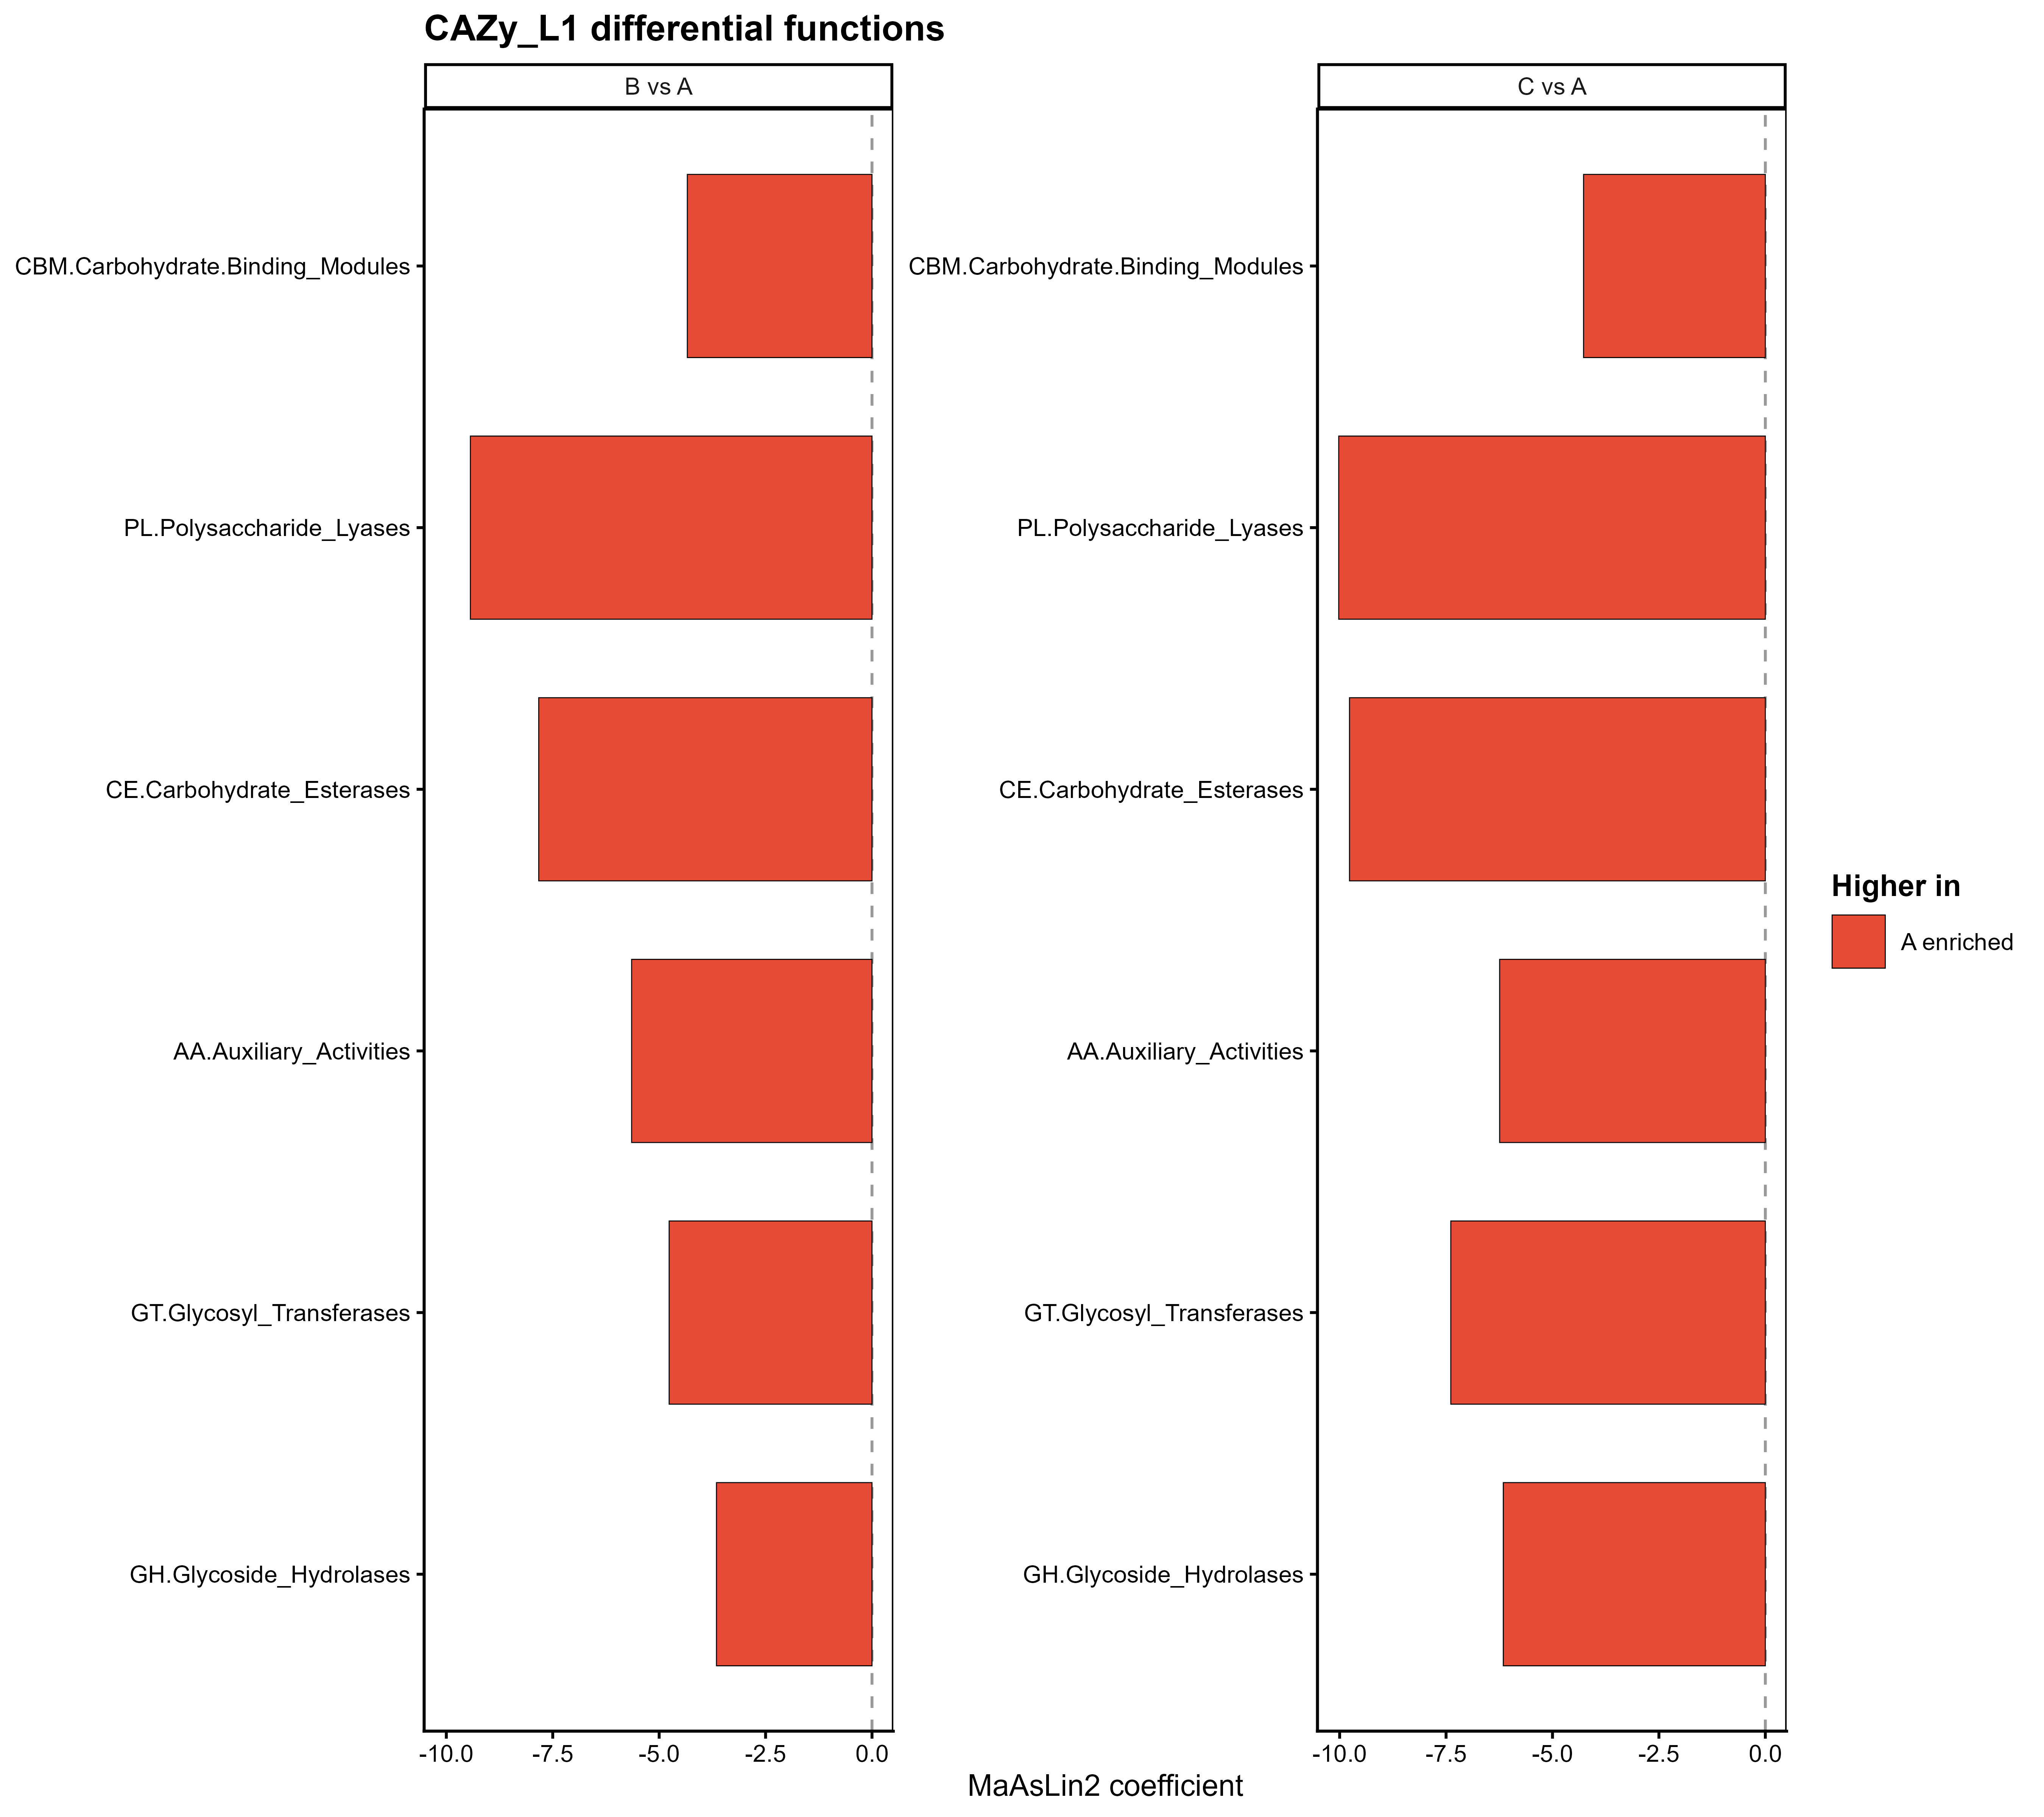 CAZy_L1 differential functions
B vs A
CBM.Carbohydrate.Binding_Modules
PL.Polysaccharide_Lyases
CE.Carbohydrate_Esterases
AA.Auxiliary_Activities
GT.Glycosyl_Transferases
GH.Glycoside_Hydrolases
-10.0 -7.5 -5.0 -2.5 0.0
C vs A
CBM.Carbohydrate.Binding_Modules
PL.Polysaccharide_Lyases
CE.Carbohydrate_Esterases
AA.Auxiliary_Activities
GT.Glycosyl_Transferases
GH.Glycoside_Hydrolases
-10.0 -7.5 -5.0 -2.5 0.0
MaAsLin2 coefficient
Higher in
A enriched